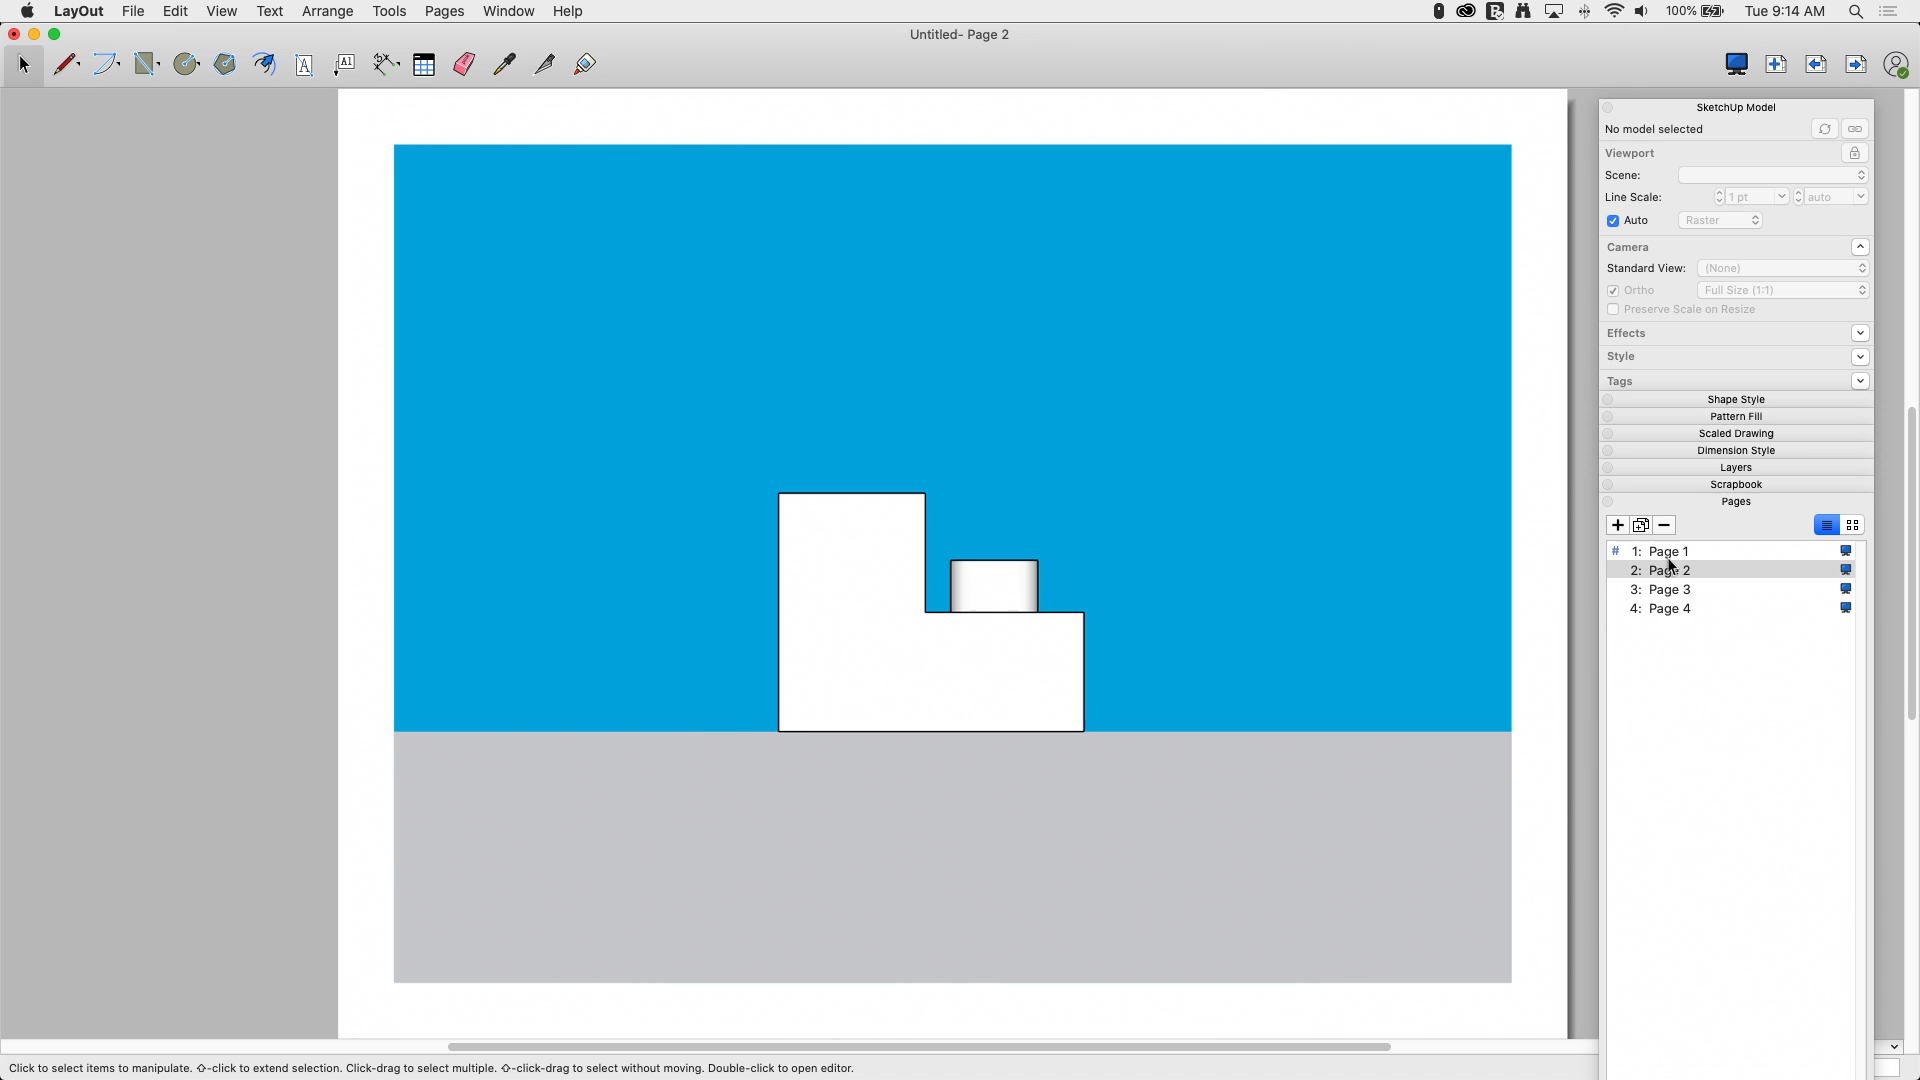 LayOut File Edit View Text Arrange Tools Pages Window Help 100% Tue 9:14 AM
Untitled- Page 2
A
A1
SketchUp Model
No model selected
Viewport
Scene:
Line Scale: 1 pt auto
Auto Raster
Camera
Standard View: (None)
Ortho Full Size (1:1)
Preserve Scale on Resize
Effects
Style
Tags
Shape Style
Pattern Fill
Scaled Drawing
Dimension Style
Layers
Scrapbook
Pages
# 1: Page 1
2: Page 2
3: Page 3
4: Page 4
Click to select items to manipulate. ⇧-click to extend selection. Click-drag to select multiple. ⇧-click-drag to select without moving. Double-click to open editor.